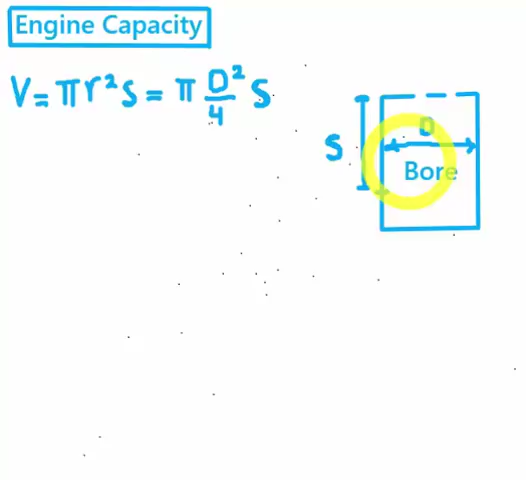 Engine Capacity
V = πr²S = π D²/4 S
D
S
Bore